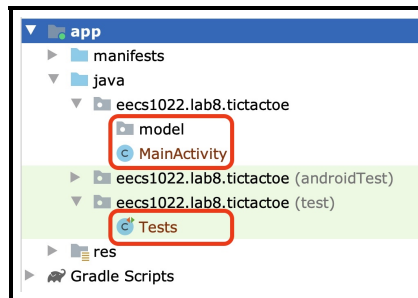 app
manifests
java
eecs1022.lab8.tictactoe
model
C MainActivity
eecs1022.lab8.tictactoe (androidTest)
eecs1022.lab8.tictactoe (test)
C Tests
res
Gradle Scripts